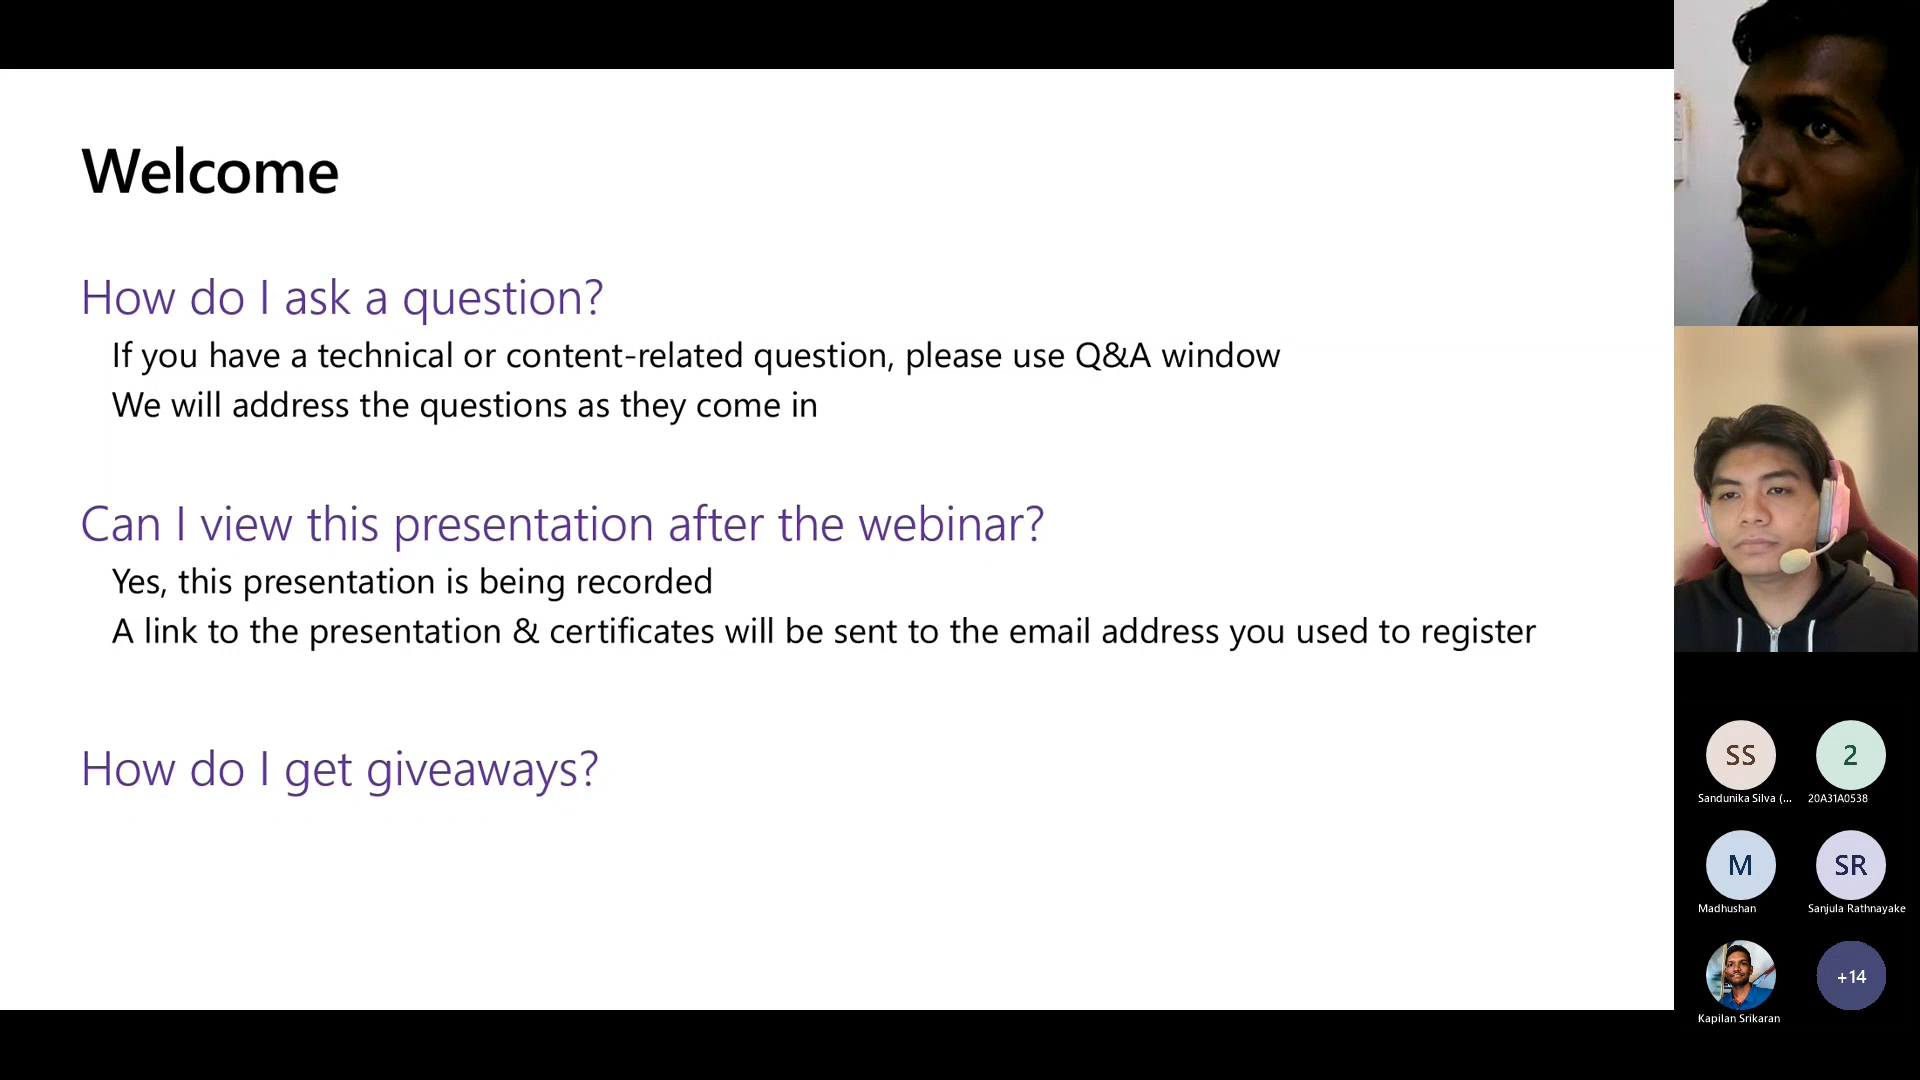 Welcome
How do I ask a question?
If you have a technical or content-related question, please use Q&A window
We will address the questions as they come in
Can I view this presentation after the webinar?
Yes, this presentation is being recorded
A link to the presentation & certificates will be sent to the email address you used to register
How do I get giveaways?
SS
Sandunika Silva (...
2
20A31A0538
M
Madhushan
SR
Sanjula Rathnayake
Kapilan Srikaran
+14